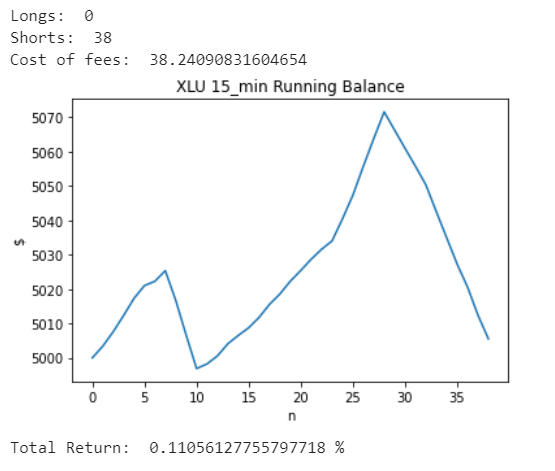 Longs:  0
Shorts:  38
Cost of fees:  38.24090831604654
XLU 15_min Running Balance
5070
5060
5050
5040
5030
5020
5010
5000
$
0 5 10 15 20 25 30 35
n
Total Return:  0.11056127755797718 %